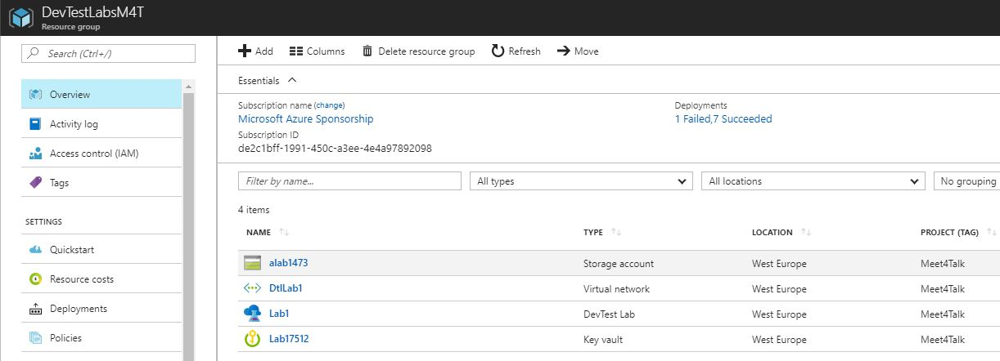 DevTestLabsM4T
Resource group
Search (Ctrl+/)
Overview
Activity log
Access control (IAM)
Tags
SETTINGS
Quickstart
Resource costs
Deployments
Policies
Add Columns Delete resource group Refresh Move
Essentials
Subscription name (change) Deployments
Microsoft Azure Sponsorship 1 Failed,7 Succeeded
Subscription ID
de2c1bff-1991-450c-a3ee-4e4a97892098
Filter by name... All types All locations No grouping
4 items
NAME TYPE LOCATION PROJECT (TAG)
alab1473 Storage account West Europe Meet4Talk
DtlLab1 Virtual network West Europe Meet4Talk
Lab1 DevTest Lab West Europe Meet4Talk
Lab17512 Key vault West Europe Meet4Talk